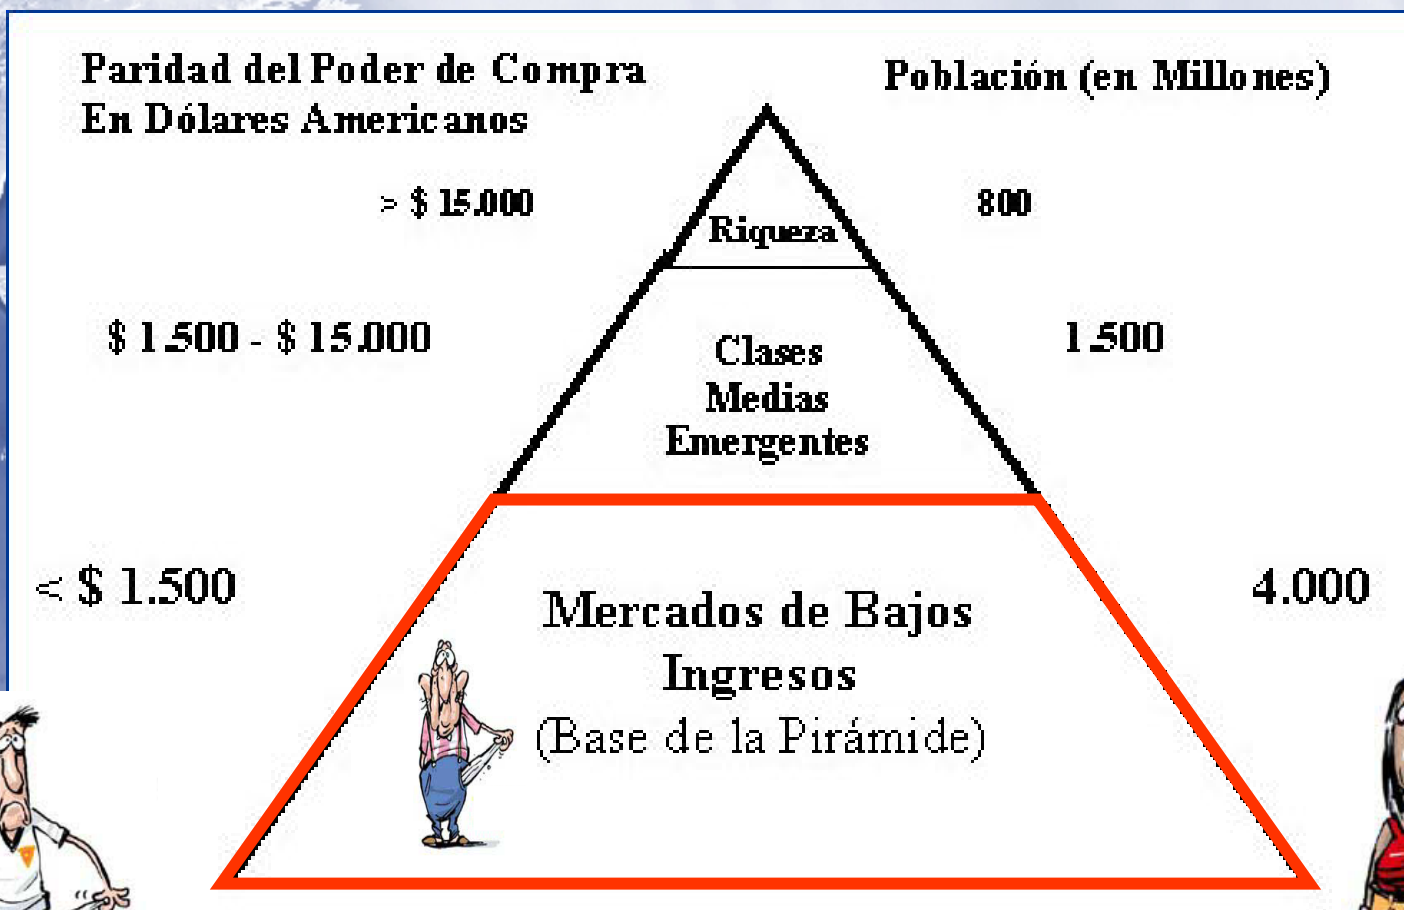 Paridad del Poder de Compra
En Dólares Americanos
Población (en Millones)
> $ 15.000
800
Riqueza
$ 1.500 - $ 15.000
1.500
Clases
Medias
Emergentes
< $ 1.500
4.000
Mercados de Bajos
Ingresos
(Base de la Pirámide)